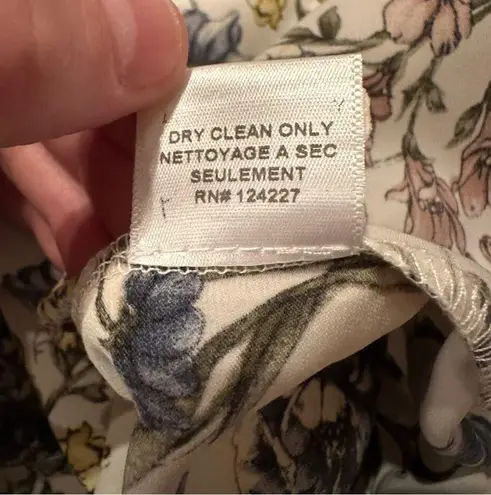 DRY CLEAN ONLY
NETTOYAGE A SEC
SEULEMENT
RN# 124227